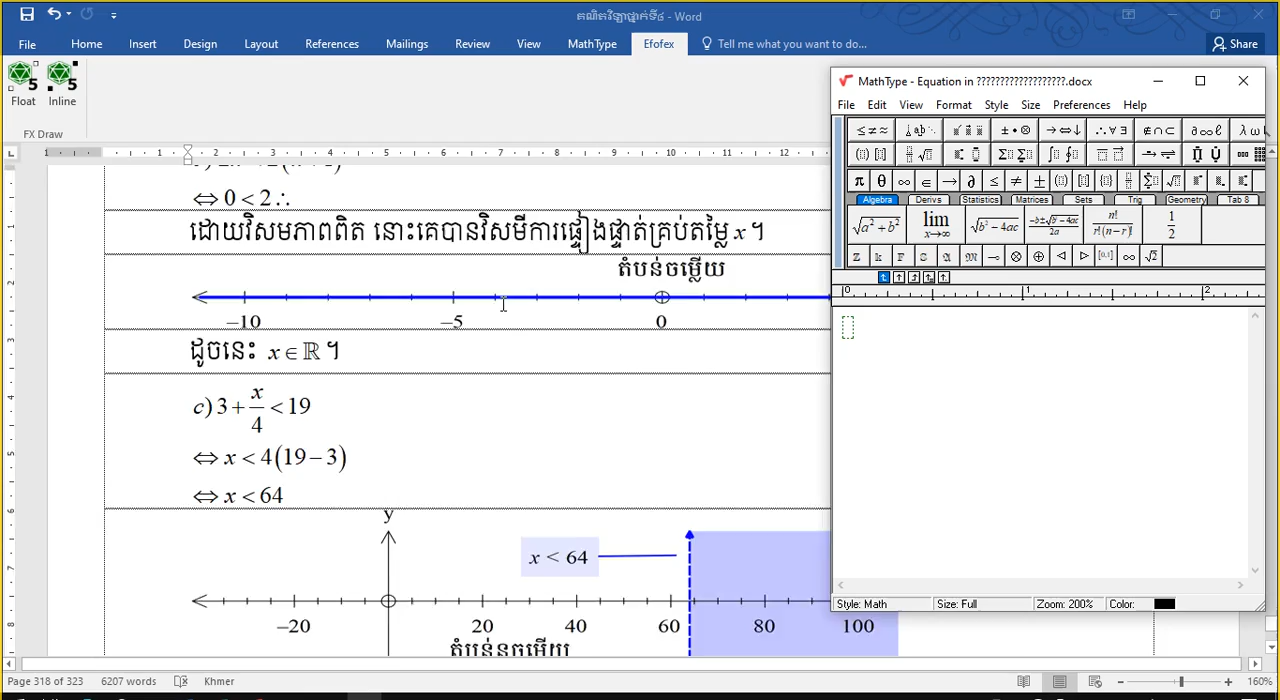 គណិតវិទ្យាថ្នាក់ទី៨ - Word
File Home Insert Design Layout References Mailings Review View MathType Efofex Tell me what you want to do... Share
Float Inline
FX Draw
MathType - Equation in ???????????????????.docx
File Edit View Format Style Size Preferences Help
Algebra Derivs Statistics Matrices Sets Trig Geometry Tab 8
⇔ 0 < 2 ∴
ដោយវិសមភាពពិត នោះគេបានវិសមីការផ្ទៀងផ្ទាត់គ្រប់តម្លៃ x ។
តំបន់ចម្លើយ
–10 –5 0
ដូចនេះ x ∈ ℝ ។
c) 3 + x/4 < 19
⇔ x < 4(19 − 3)
⇔ x < 64
y
x < 64
–20 20 40 60 80 100
Style: Math Size: Full Zoom: 200% Color:
Page 318 of 323 6207 words Khmer 160%